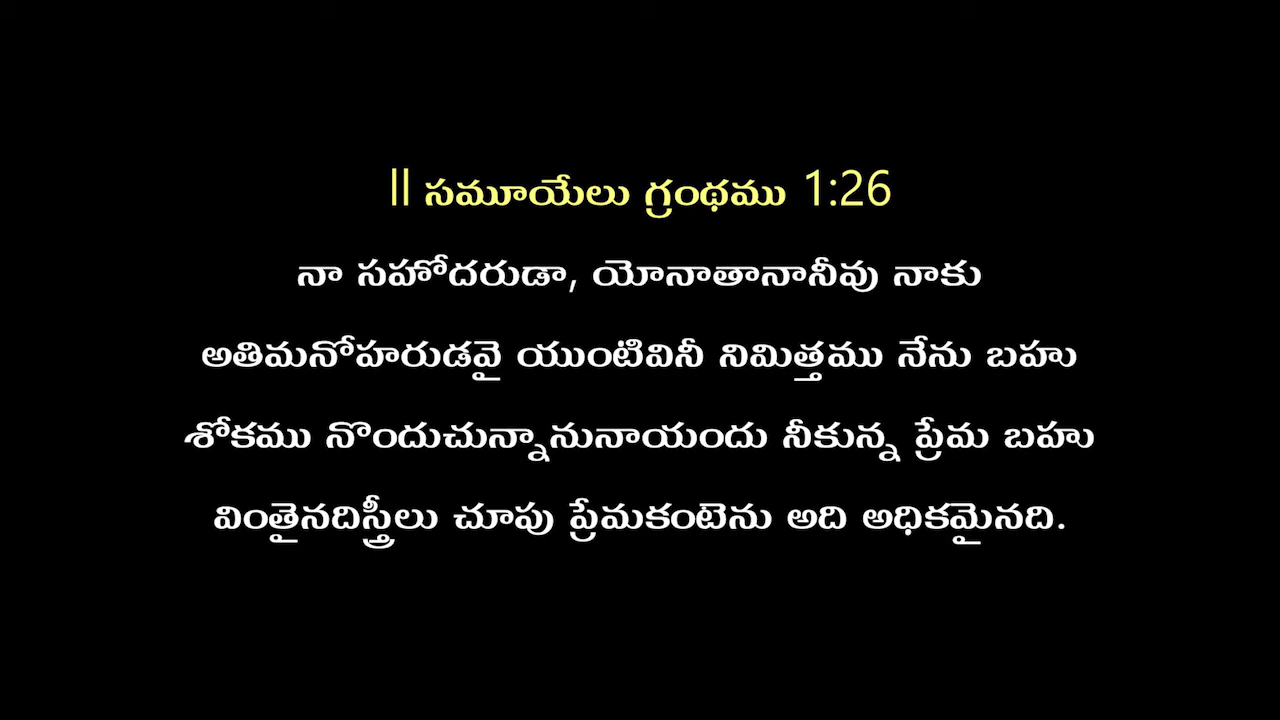 II సమూయేలు గ్రంథము 1:26
నా సహోదరుడా, యోనాతానానీవు నాకు
అతిమనోహరుడవై యుంటివినీ నిమిత్తము నేను బహు
శోకము నొందుచున్నానునాయందు నీకున్న ప్రేమ బహు
వింతైనదిస్త్రీలు చూపు ప్రేమకంటెను అది అధికమైనది.